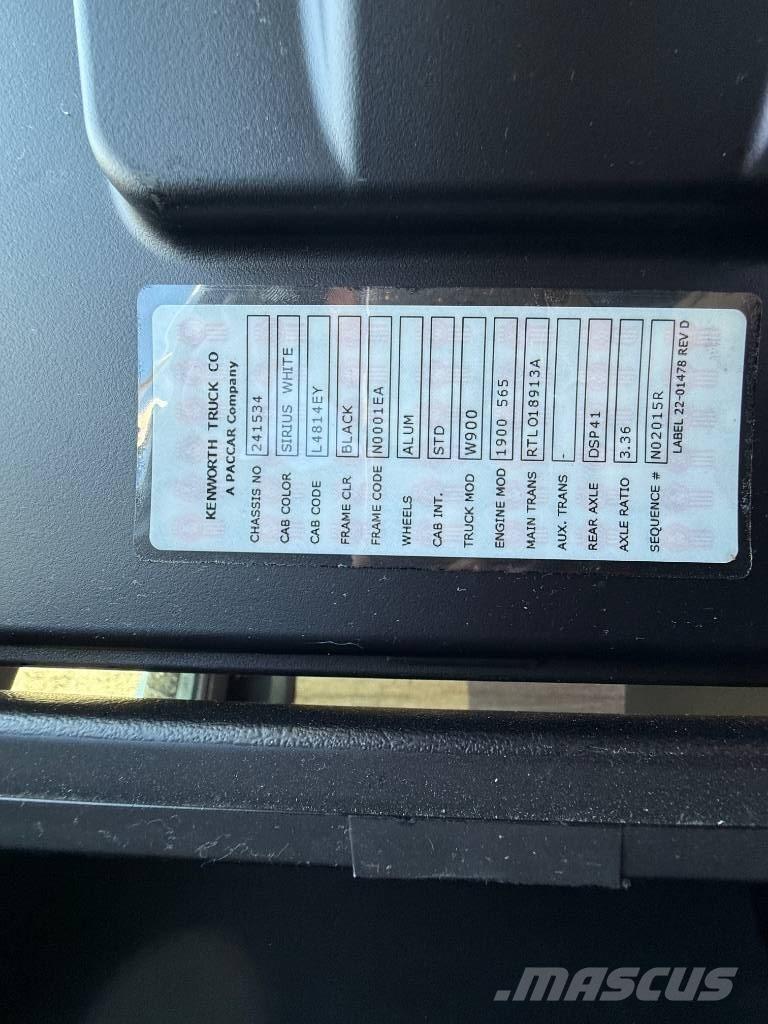 KENWORTH TRUCK CO
A PACCAR Company
CHASSIS NO 241534
CAB COLOR SIRIUS WHITE
CAB CODE L4814EY
FRAME CLR BLACK
FRAME CODE N0001EA
WHEELS ALUM
CAB INT. STD
TRUCK MOD W900
ENGINE MOD 1900 565
MAIN TRANS RTLO18913A
AUX. TRANS -
REAR AXLE DSP41
AXLE RATIO 3.36
SEQUENCE # N02015R
LABEL 22-01478 REV D
MASCUS